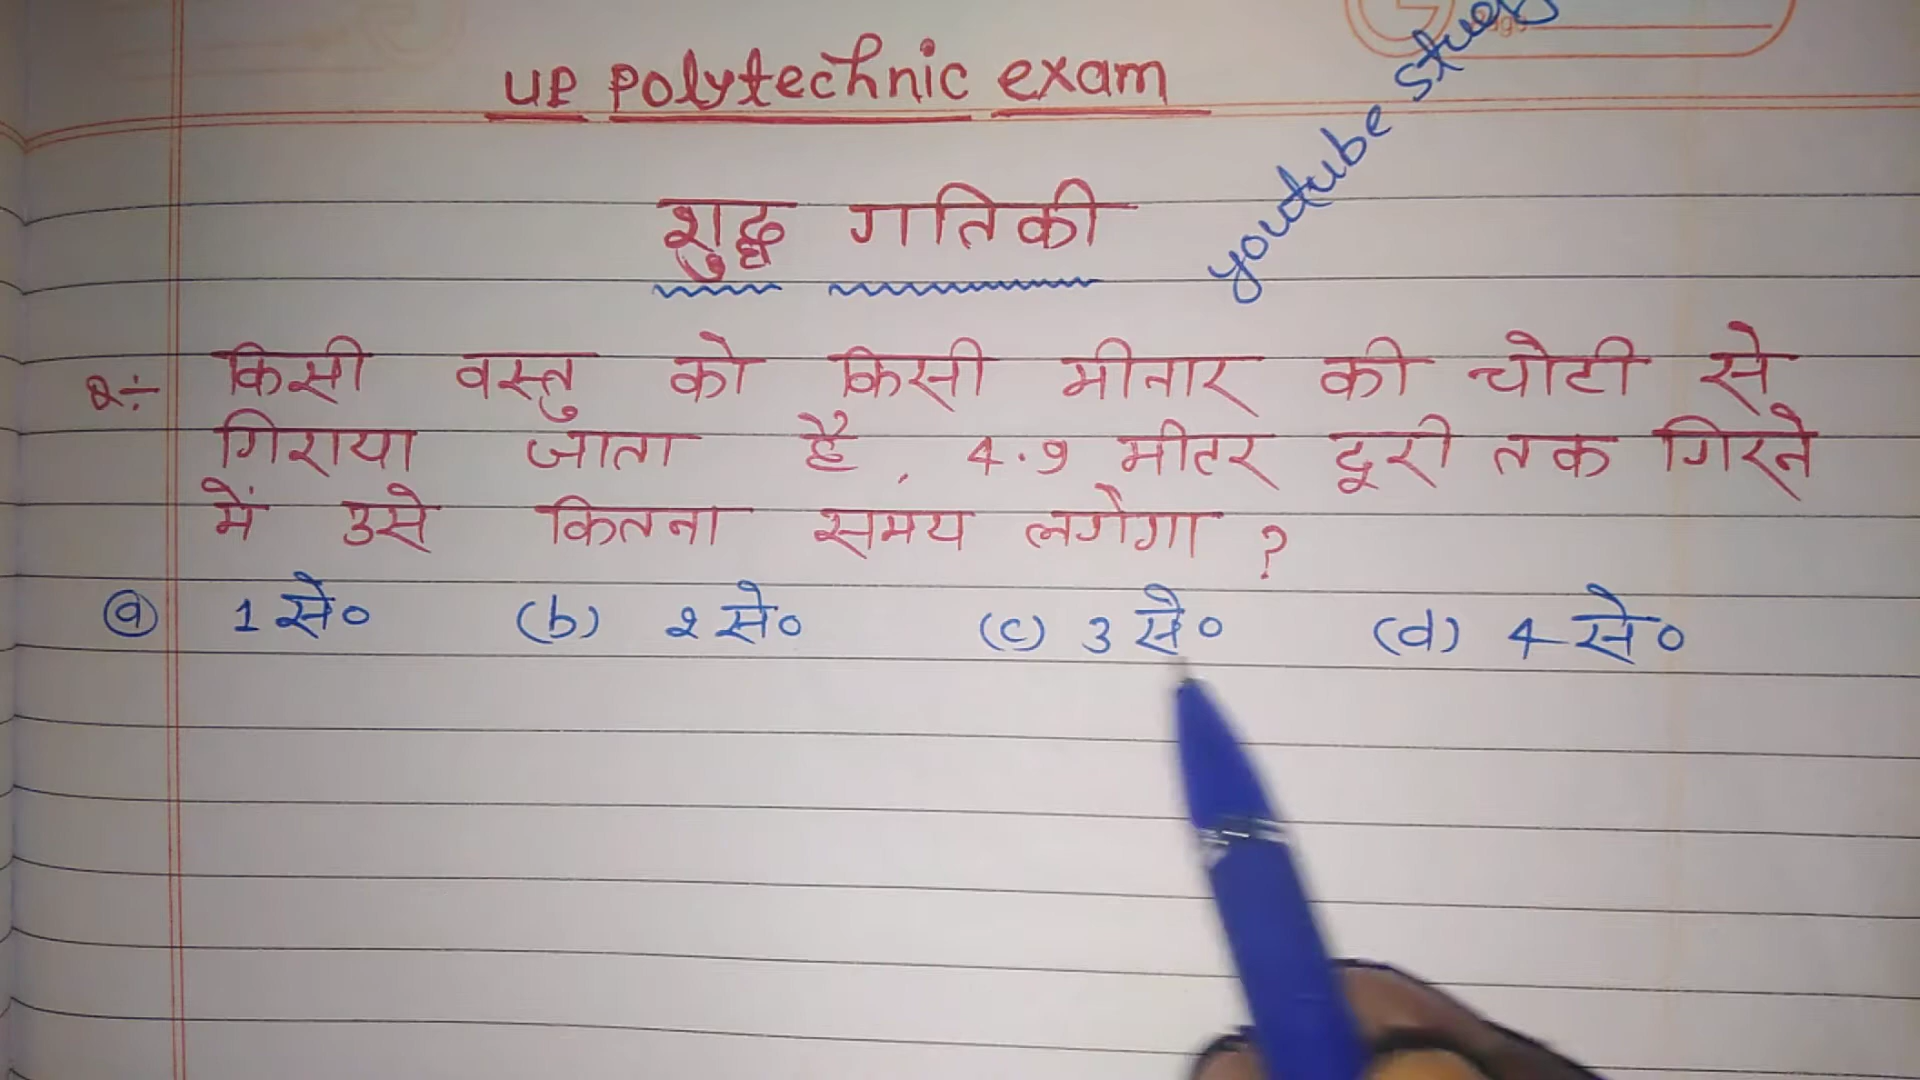 UP polytechnic exam
youtube
शुद्ध गतिकी
Q:- किसी वस्तु को किसी मीनार की चोटी से
गिराया जाता है, 4.9 मीटर दूरी तक गिरने
में उसे कितना समय लगेगा ?
(a) 1 से० (b) 2 से० (c) 3 से० (d) 4 से०